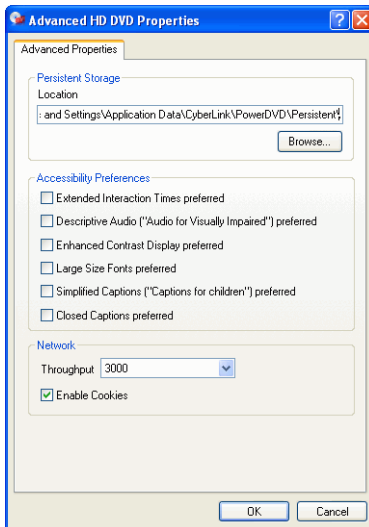 Advanced HD DVD Properties
Advanced Properties
Persistent Storage
Location
: and Settings\Application Data\CyberLink\PowerDVD\Persistent\
Browse...
Accessibility Preferences
Extended Interaction Times preferred
Descriptive Audio ("Audio for Visually Impaired") preferred
Enhanced Contrast Display preferred
Large Size Fonts preferred
Simplified Captions ("Captions for children") preferred
Closed Captions preferred
Network
Throughput 3000
Enable Cookies
OK Cancel